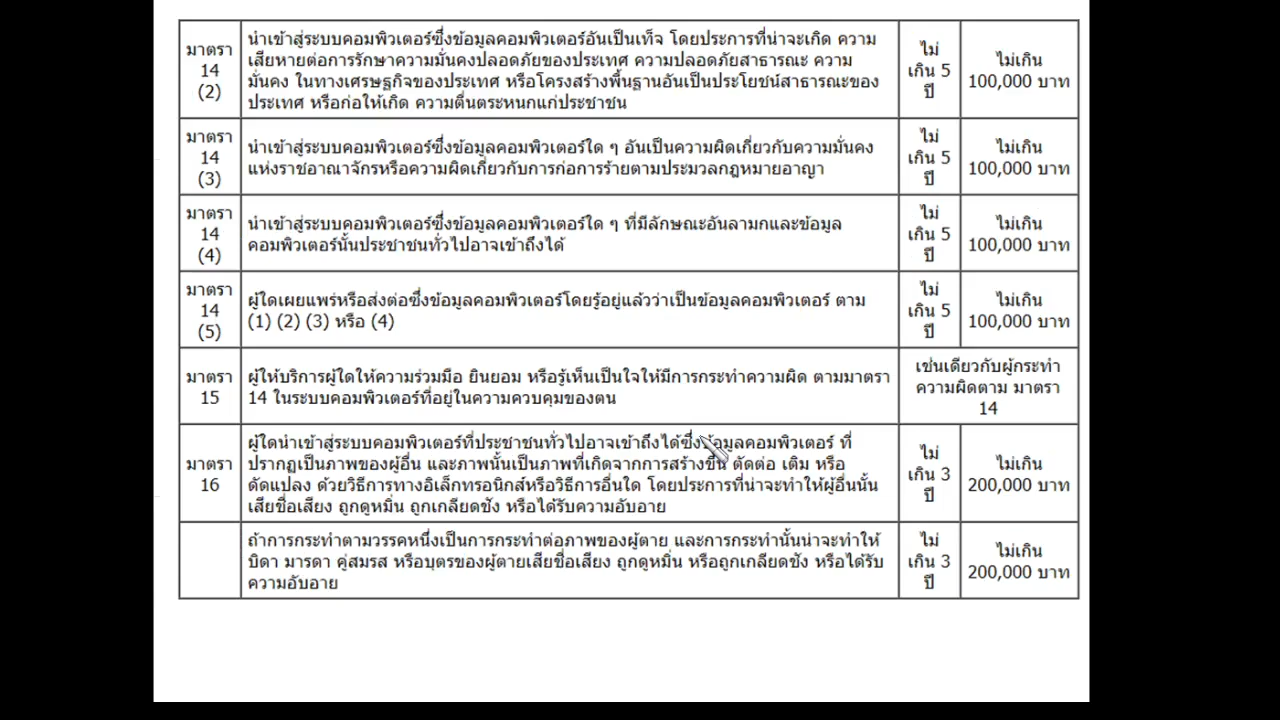 มาตรา
14
(2)
นำเข้าสู่ระบบคอมพิวเตอร์ซึ่งข้อมูลคอมพิวเตอร์อันเป็นเท็จ โดยประการที่น่าจะเกิด ความ
เสียหายต่อการรักษาความมั่นคงปลอดภัยของประเทศ ความปลอดภัยสาธารณะ ความ
มั่นคง ในทางเศรษฐกิจของประเทศ หรือโครงสร้างพื้นฐานอันเป็นประโยชน์สาธารณะของ
ประเทศ หรือก่อให้เกิด ความตื่นตระหนกแก่ประชาชน
ไม่
เกิน 5
ปี
ไม่เกิน
100,000 บาท
มาตรา
14
(3)
นำเข้าสู่ระบบคอมพิวเตอร์ซึ่งข้อมูลคอมพิวเตอร์ใด ๆ อันเป็นความผิดเกี่ยวกับความมั่นคง
แห่งราชอาณาจักรหรือความผิดเกี่ยวกับการก่อการร้ายตามประมวลกฎหมายอาญา
ไม่
เกิน 5
ปี
ไม่เกิน
100,000 บาท
มาตรา
14
(4)
นำเข้าสู่ระบบคอมพิวเตอร์ซึ่งข้อมูลคอมพิวเตอร์ใด ๆ ที่มีลักษณะอันลามกและข้อมูล
คอมพิวเตอร์นั้นประชาชนทั่วไปอาจเข้าถึงได้
ไม่
เกิน 5
ปี
ไม่เกิน
100,000 บาท
มาตรา
14
(5)
ผู้ใดเผยแพร่หรือส่งต่อซึ่งข้อมูลคอมพิวเตอร์โดยรู้อยู่แล้วว่าเป็นข้อมูลคอมพิวเตอร์ ตาม
(1) (2) (3) หรือ (4)
ไม่
เกิน 5
ปี
ไม่เกิน
100,000 บาท
มาตรา
15
ผู้ให้บริการผู้ใดให้ความร่วมมือ ยินยอม หรือรู้เห็นเป็นใจให้มีการกระทำความผิด ตามมาตรา
14 ในระบบคอมพิวเตอร์ที่อยู่ในความควบคุมของตน
เช่นเดียวกับผู้กระทำ
ความผิดตาม มาตรา
14
มาตรา
16
ผู้ใดนำเข้าสู่ระบบคอมพิวเตอร์ที่ประชาชนทั่วไปอาจเข้าถึงได้ซึ่งข้อมูลคอมพิวเตอร์ ที่
ปรากฏเป็นภาพของผู้อื่น และภาพนั้นเป็นภาพที่เกิดจากการสร้างขึ้น ตัดต่อ เติม หรือ
ดัดแปลง ด้วยวิธีการทางอิเล็กทรอนิกส์หรือวิธีการอื่นใด โดยประการที่น่าจะทำให้ผู้อื่นนั้น
เสียชื่อเสียง ถูกดูหมิ่น ถูกเกลียดชัง หรือได้รับความอับอาย
ไม่
เกิน 3
ปี
ไม่เกิน
200,000 บาท
ถ้าการกระทำตามวรรคหนึ่งเป็นการกระทำต่อภาพของผู้ตาย และการกระทำนั้นน่าจะทำให้
บิดา มารดา คู่สมรส หรือบุตรของผู้ตายเสียชื่อเสียง ถูกดูหมิ่น หรือถูกเกลียดชัง หรือได้รับ
ความอับอาย
ไม่
เกิน 3
ปี
ไม่เกิน
200,000 บาท